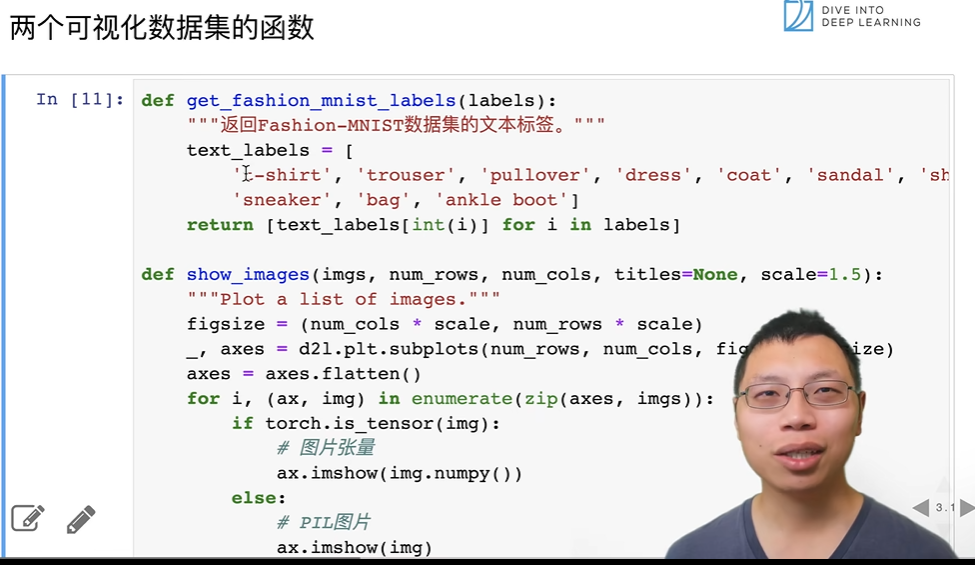 两个可视化数据集的函数
DIVE INTO
DEEP LEARNING
In [11]:
def get_fashion_mnist_labels(labels):
"""返回Fashion-MNIST数据集的文本标签。"""
text_labels = [
-shirt', 'trouser', 'pullover', 'dress', 'coat', 'sandal', 'sh
'sneaker', 'bag', 'ankle boot']
return [text_labels[int(i)] for i in labels]
def show_images(imgs, num_rows, num_cols, titles=None, scale=1.5):
"""Plot a list of images."""
figsize = (num_cols * scale, num_rows * scale)
_, axes = d2l.plt.subplots(num_rows, num_cols, fig ize)
axes = axes.flatten()
for i, (ax, img) in enumerate(zip(axes, imgs)):
if torch.is_tensor(img):
# 图片张量
ax.imshow(img.numpy())
else:
# PIL图片
ax.imshow(img)
3.1